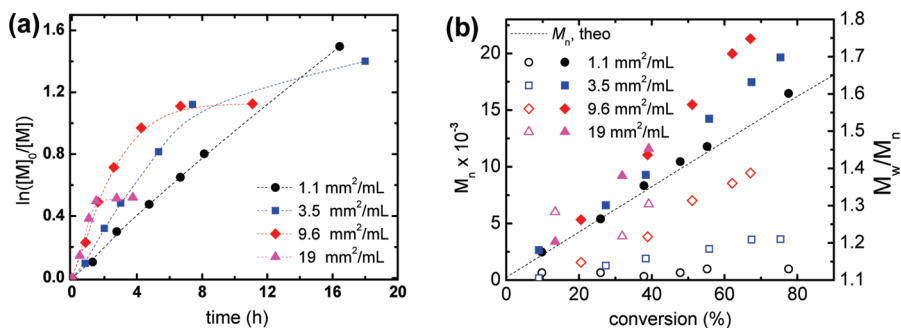 (a)
ln([M]0/[M])
1.6
1.2
0.8
0.4
0.0
0 4 8 12 16 20
time (h)
1.1 mm²/mL
3.5 mm²/mL
9.6 mm²/mL
19 mm²/mL
(b)
Mn x 10⁻³
20
15
10
5
0
Mn, theo
1.1 mm²/mL
3.5 mm²/mL
9.6 mm²/mL
19 mm²/mL
0 20 40 60 80
conversion (%)
1.8
1.7
1.6
1.5
1.4
1.3
1.2
1.1
Mw/Mn